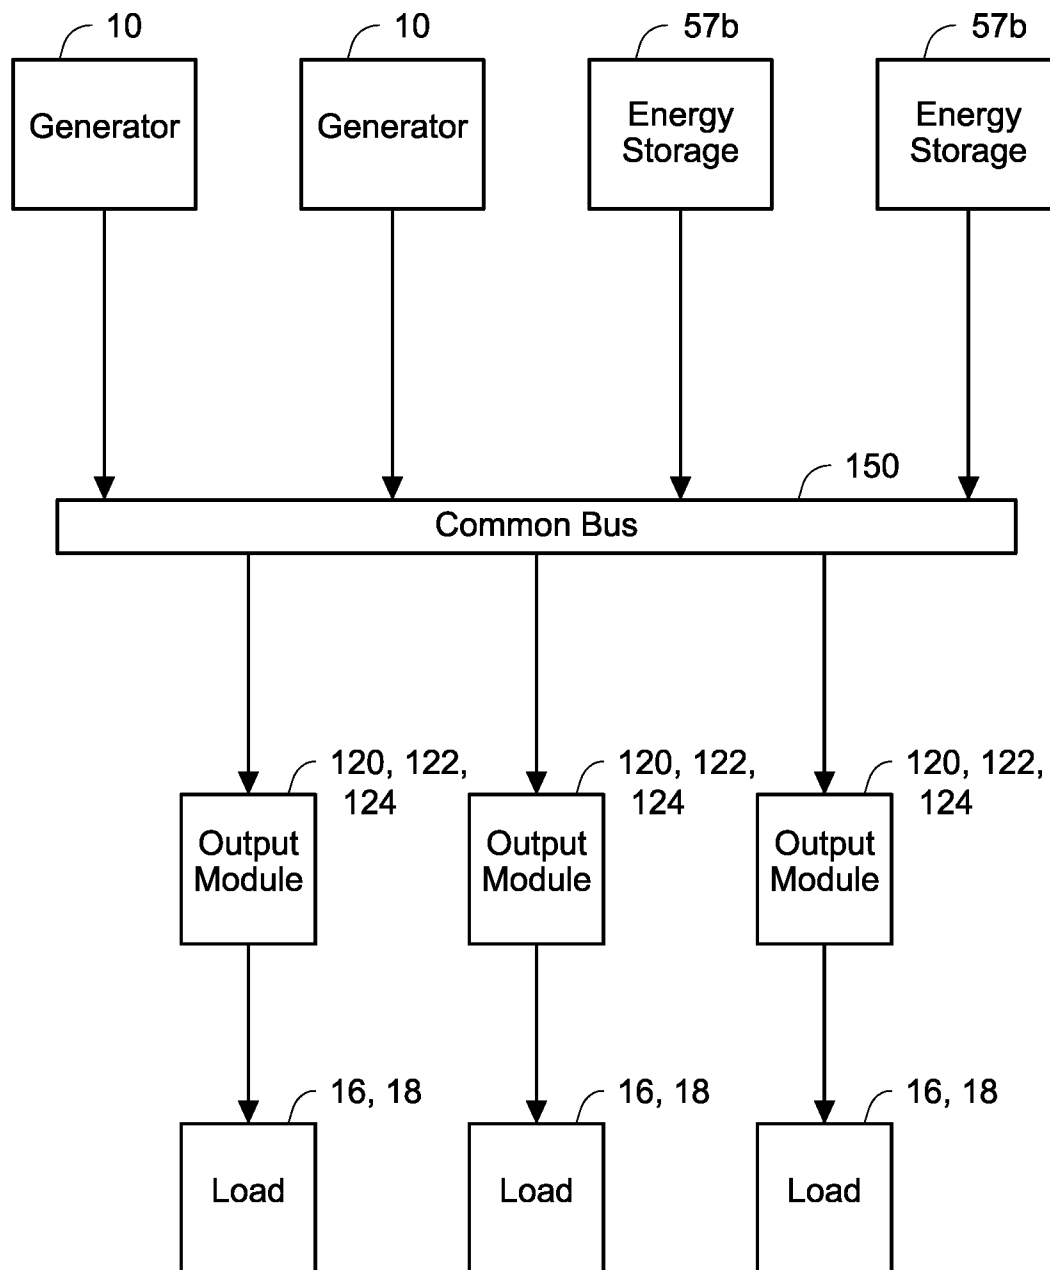 10
10
57b
57b
Generator
Generator
Energy
Storage
Energy
Storage
150
Common Bus
120, 122,
124
120, 122,
124
120, 122,
124
Output
Module
Output
Module
Output
Module
16, 18
16, 18
16, 18
Load
Load
Load